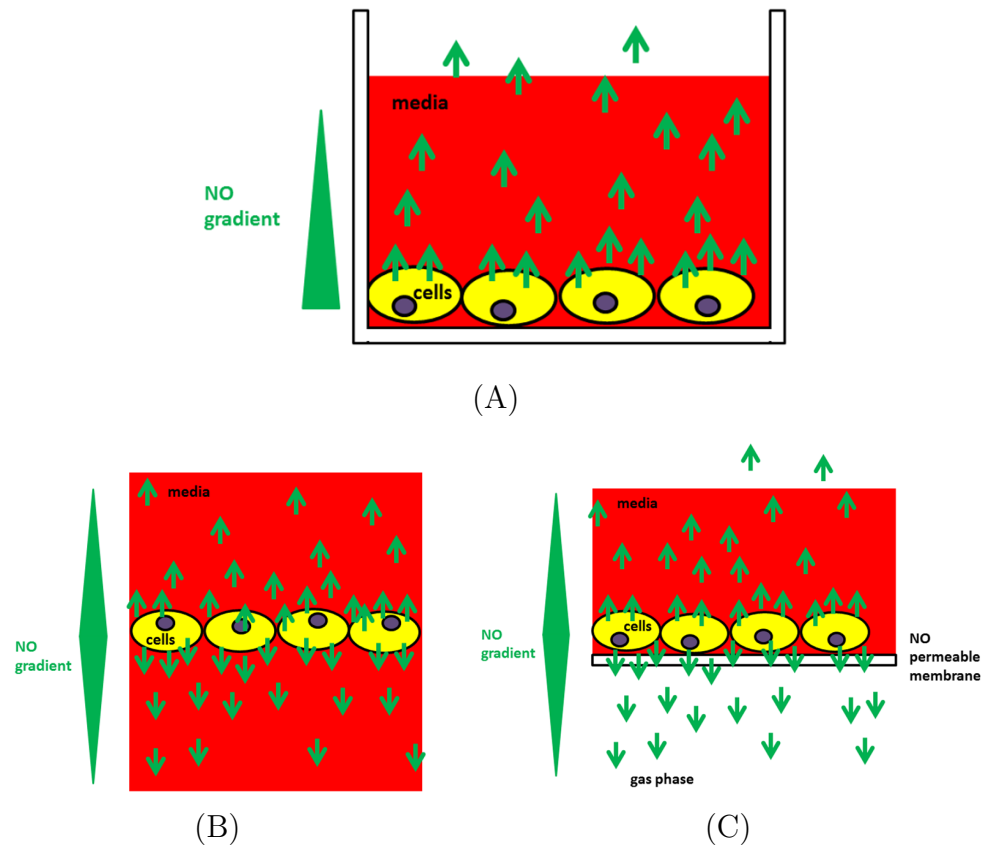 media
NO
gradient
cells
(A)
media
cells
NO
gradient
media
cells
NO
gradient
NO
permeable
membrane
gas phase
(B)
(C)